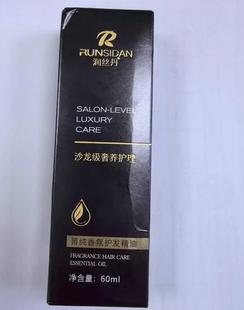 R
RUNSIDAN
润丝丹
SALON-LEVEL
LUXURY
CARE
沙龙级奢养护理
菁纯香氛护发精油
FRAGRANCE HAIR CARE
ESSENTIAL OIL
净含量：60ml